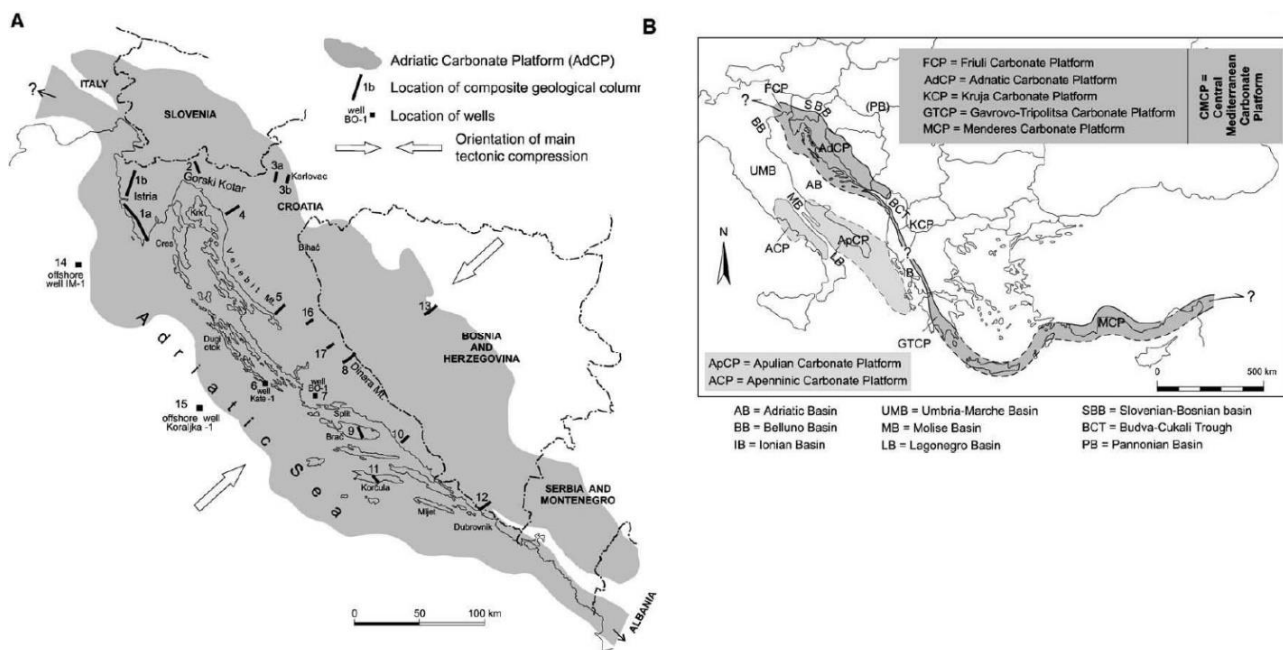 A
Adriatic Carbonate Platform (AdCP)
1b Location of composite geological column
well
BO-1 Location of wells
Orientation of main
tectonic compression
?
ITALY
SLOVENIA
1b
Istria
1a
2
Gorski Kotar
3a
3b
Karlovac
CROATIA
Krk
4
Cres
Velebit Mt.
Bihać
14
offshore
well IM-1
5
16
13
BOSNIA
AND
HERZEGOVINA
17
8
Dinara Mt.
Dugi
otok
6
well
Kate-1
well
BO-1
7
15
offshore well
Koraljka-1
Split
Brač
9
10
11
Korčula
Mljet
12
Dubrovnik
SERBIA AND
MONTENEGRO
Adriatic Sea
ALBANIA
0 50 100 km
B
FCP = Friuli Carbonate Platform
AdCP = Adriatic Carbonate Platform
KCP = Kruja Carbonate Platform
GTCP = Gavrovo-Tripolitsa Carbonate Platform
MCP = Menderes Carbonate Platform
CMCP =
Central
Mediterranean
Carbonate
Platform
?
FCP
SBB
(PB)
BB
AdCP
UMB
AB
MB
BCT
KCP
ACP
ApCP
LB
?
IB
N
GTCP
MCP
?
ApCP = Apulian Carbonate Platform
ACP = Apenninic Carbonate Platform
0 500 km
AB = Adriatic Basin
BB = Belluno Basin
IB = Ionian Basin
UMB = Umbria-Marche Basin
MB = Molise Basin
LB = Lagonegro Basin
SBB = Slovenian-Bosnian basin
BCT = Budva-Cukali Trough
PB = Pannonian Basin